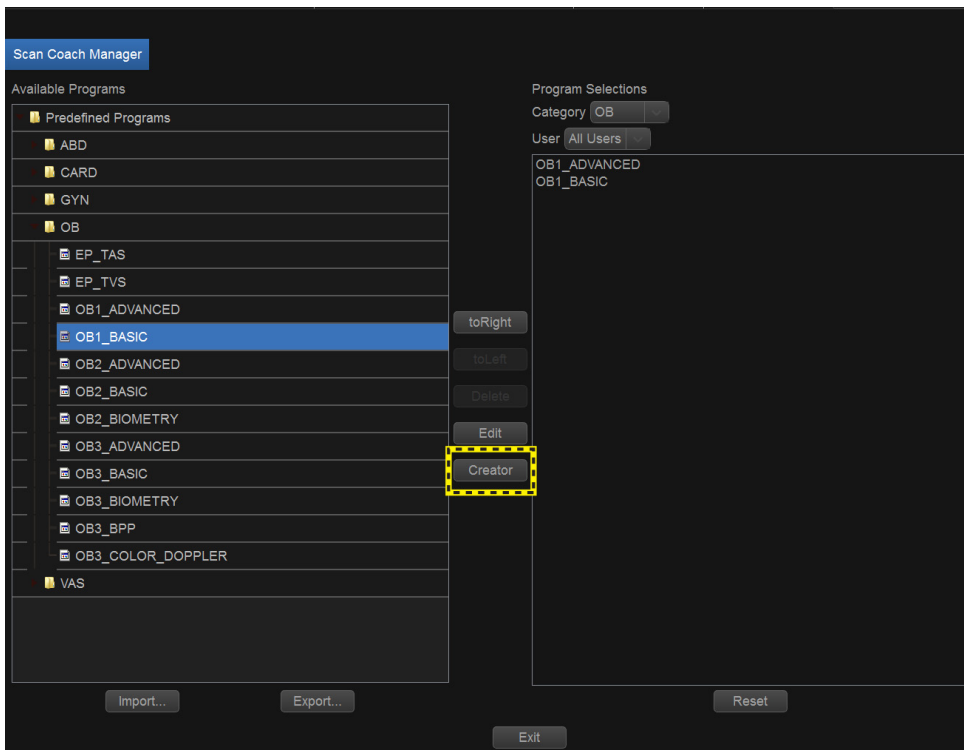 Scan Coach Manager
Available Programs
Predefined Programs
ABD
CARD
GYN
OB
EP_TAS
EP_TVS
OB1_ADVANCED
OB1_BASIC
OB2_ADVANCED
OB2_BASIC
OB2_BIOMETRY
OB3_ADVANCED
OB3_BASIC
OB3_BIOMETRY
OB3_BPP
OB3_COLOR_DOPPLER
VAS
Import...
Export...
toRight
toLeft
Delete
Edit
Creator
Program Selections
Category OB
User All Users
OB1_ADVANCED
OB1_BASIC
Reset
Exit